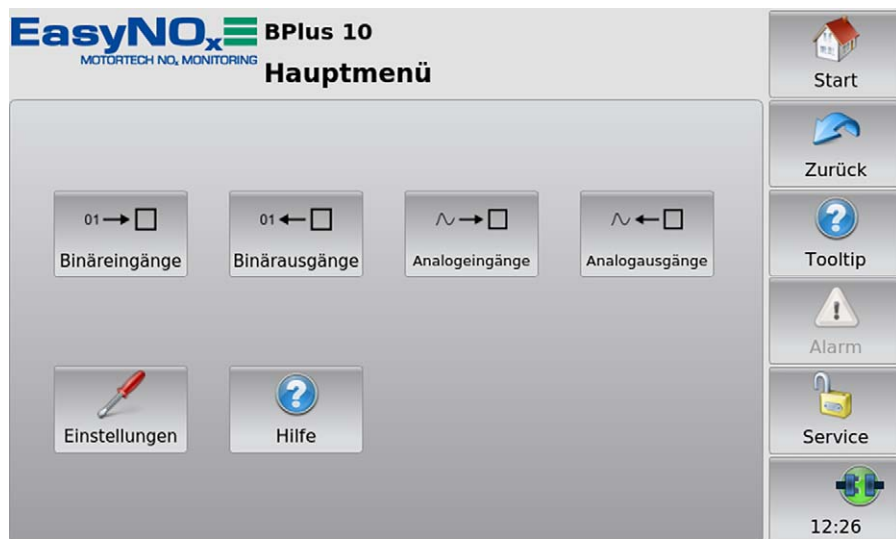 EasyNOx
MOTORTECH NOx MONITORING
BPlus 10
Hauptmenü
01
Binäreingänge
01
Binärausgänge
Analogeingänge
Analogausgänge
Einstellungen
Hilfe
Start
Zurück
Tooltip
Alarm
Service
12:26